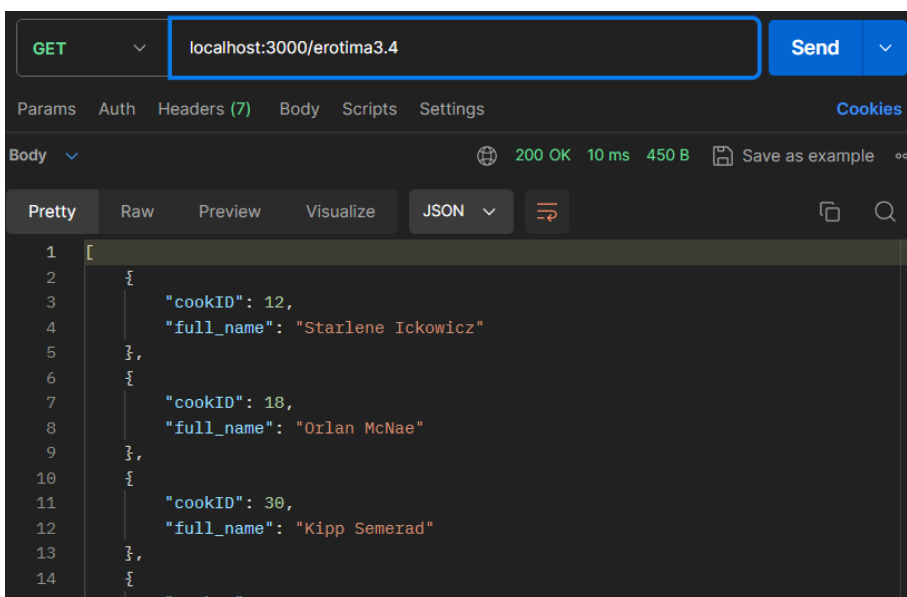 GET localhost:3000/erotima3.4 Send
Params Auth Headers (7) Body Scripts Settings Cookies
Body 200 OK 10 ms 450 B Save as example
Pretty Raw Preview Visualize JSON
1 [
2 {
3 "cookID": 12,
4 "full_name": "Starlene Ickowicz"
5 },
6 {
7 "cookID": 18,
8 "full_name": "Orlan McNae"
9 },
10 {
11 "cookID": 30,
12 "full_name": "Kipp Semerad"
13 },
14 {